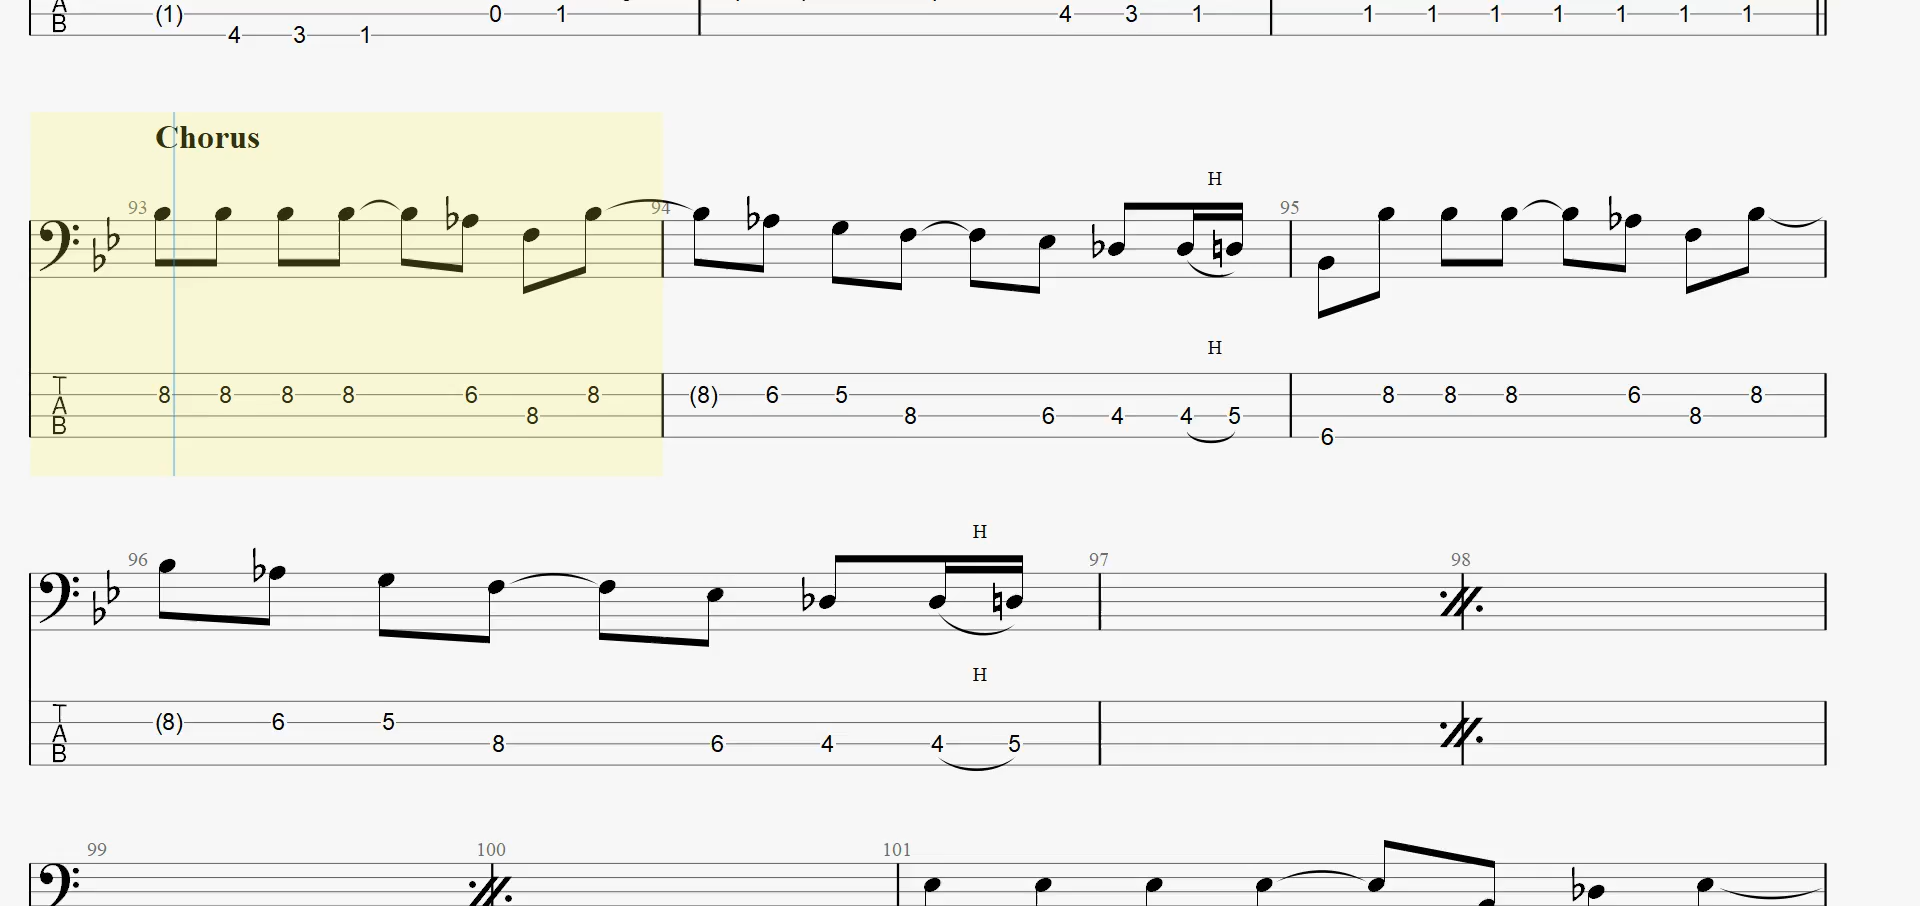 A (1) 0 1 4 3 1 1 1 1 1 1 1 1
B 4 3 1
Chorus
H
93 94 95
H
T
8 8 8 8 6 8 (8) 6 5 8 8 8 6 8
A 8 8 6 4 4 5 8
B 6
H
96 97 98
H
T
(8) 6 5
A 8 6 4 4 5
B
99 100 101